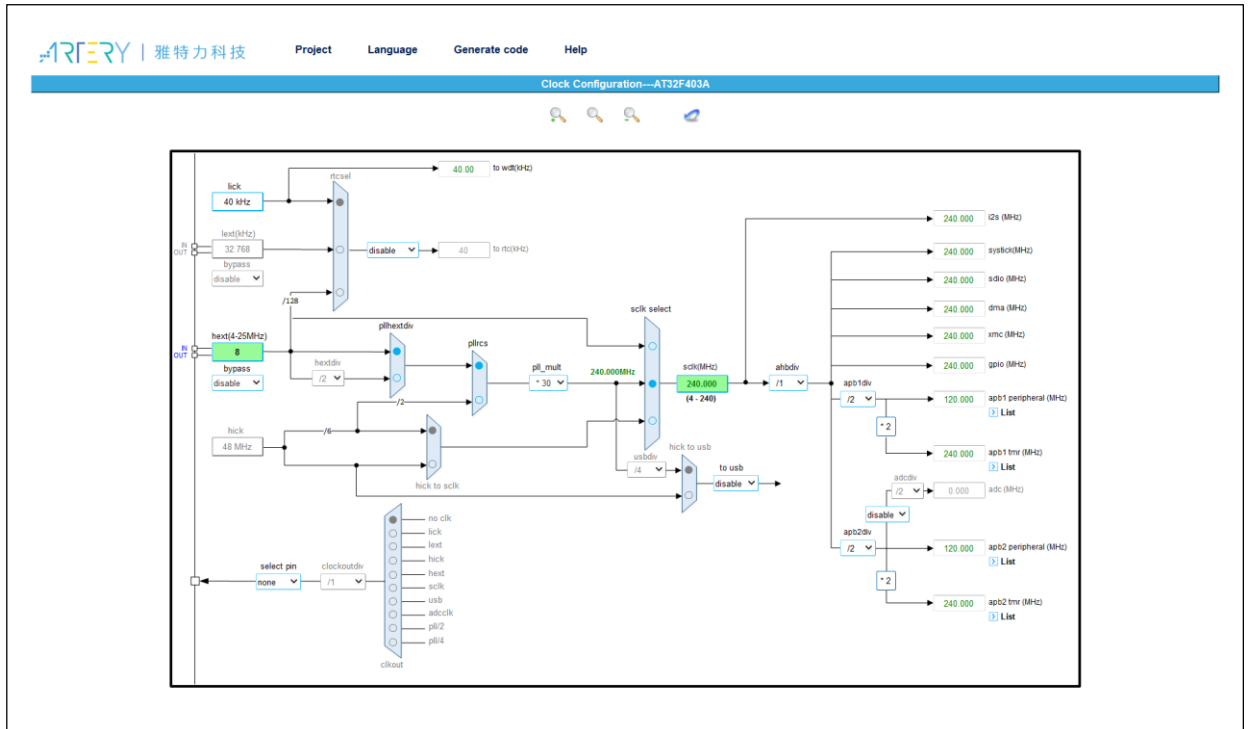 ARTERY | 雅特力科技
Project Language Generate code Help
Clock Configuration---AT32F403A
40.00 to wdt(kHz)
rtcsel
lick
40 kHz
240.000 i2s (MHz)
lext(kHz)
IN
OUT
32.768
disable
40 to rtc(kHz)
bypass
disable
240.000 systick(MHz)
240.000 sdio (MHz)
/128
240.000 dma (MHz)
sclk select
pllhextdiv
hext(4-25MHz)
IN
OUT
8
240.000 xmc (MHz)
pllrcs
hextdiv
/2
pll_mult
* 30
240.000MHz
sclk(MHz)
240.000
(4 - 240)
ahbdiv
/1
240.000 gpio (MHz)
bypass
disable
apb1div
/2
120.000 apb1 peripheral (MHz)
List
/2
* 2
hick
48 MHz
/6
hick to usb
240.000 apb1 tmr (MHz)
List
usbdiv
/4
to usb
disable
hick to sclk
adcdiv
/2
0.000 adc (MHz)
disable
no clk
lick
lext
hick
hext
sclk
usb
adcclk
pll/2
pll/4
apb2div
/2
120.000 apb2 peripheral (MHz)
List
select pin
none
clockoutdiv
/1
* 2
240.000 apb2 tmr (MHz)
List
clkout